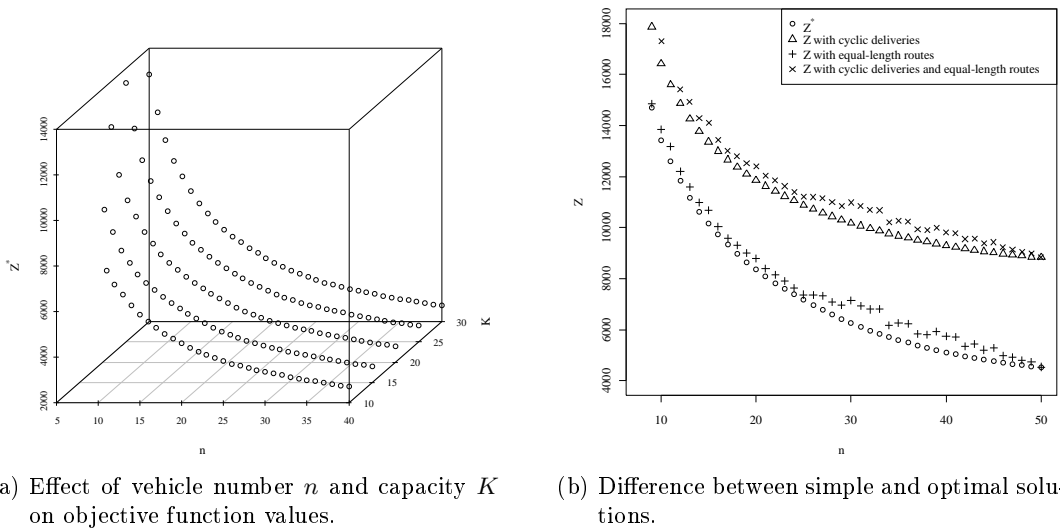 14000
12000
10000
8000
6000
4000
2000
Z*
5 10 15 20 25 30 35 40
n
10
15
20
25
30
K
a) Effect of vehicle number n and capacity K
on objective function values.
18000
16000
14000
12000
10000
8000
6000
4000
Z
Z*
Z with cyclic deliveries
Z with equal-length routes
Z with cyclic deliveries and equal-length routes
10 20 30 40 50
n
(b) Difference between simple and optimal solu-
tions.